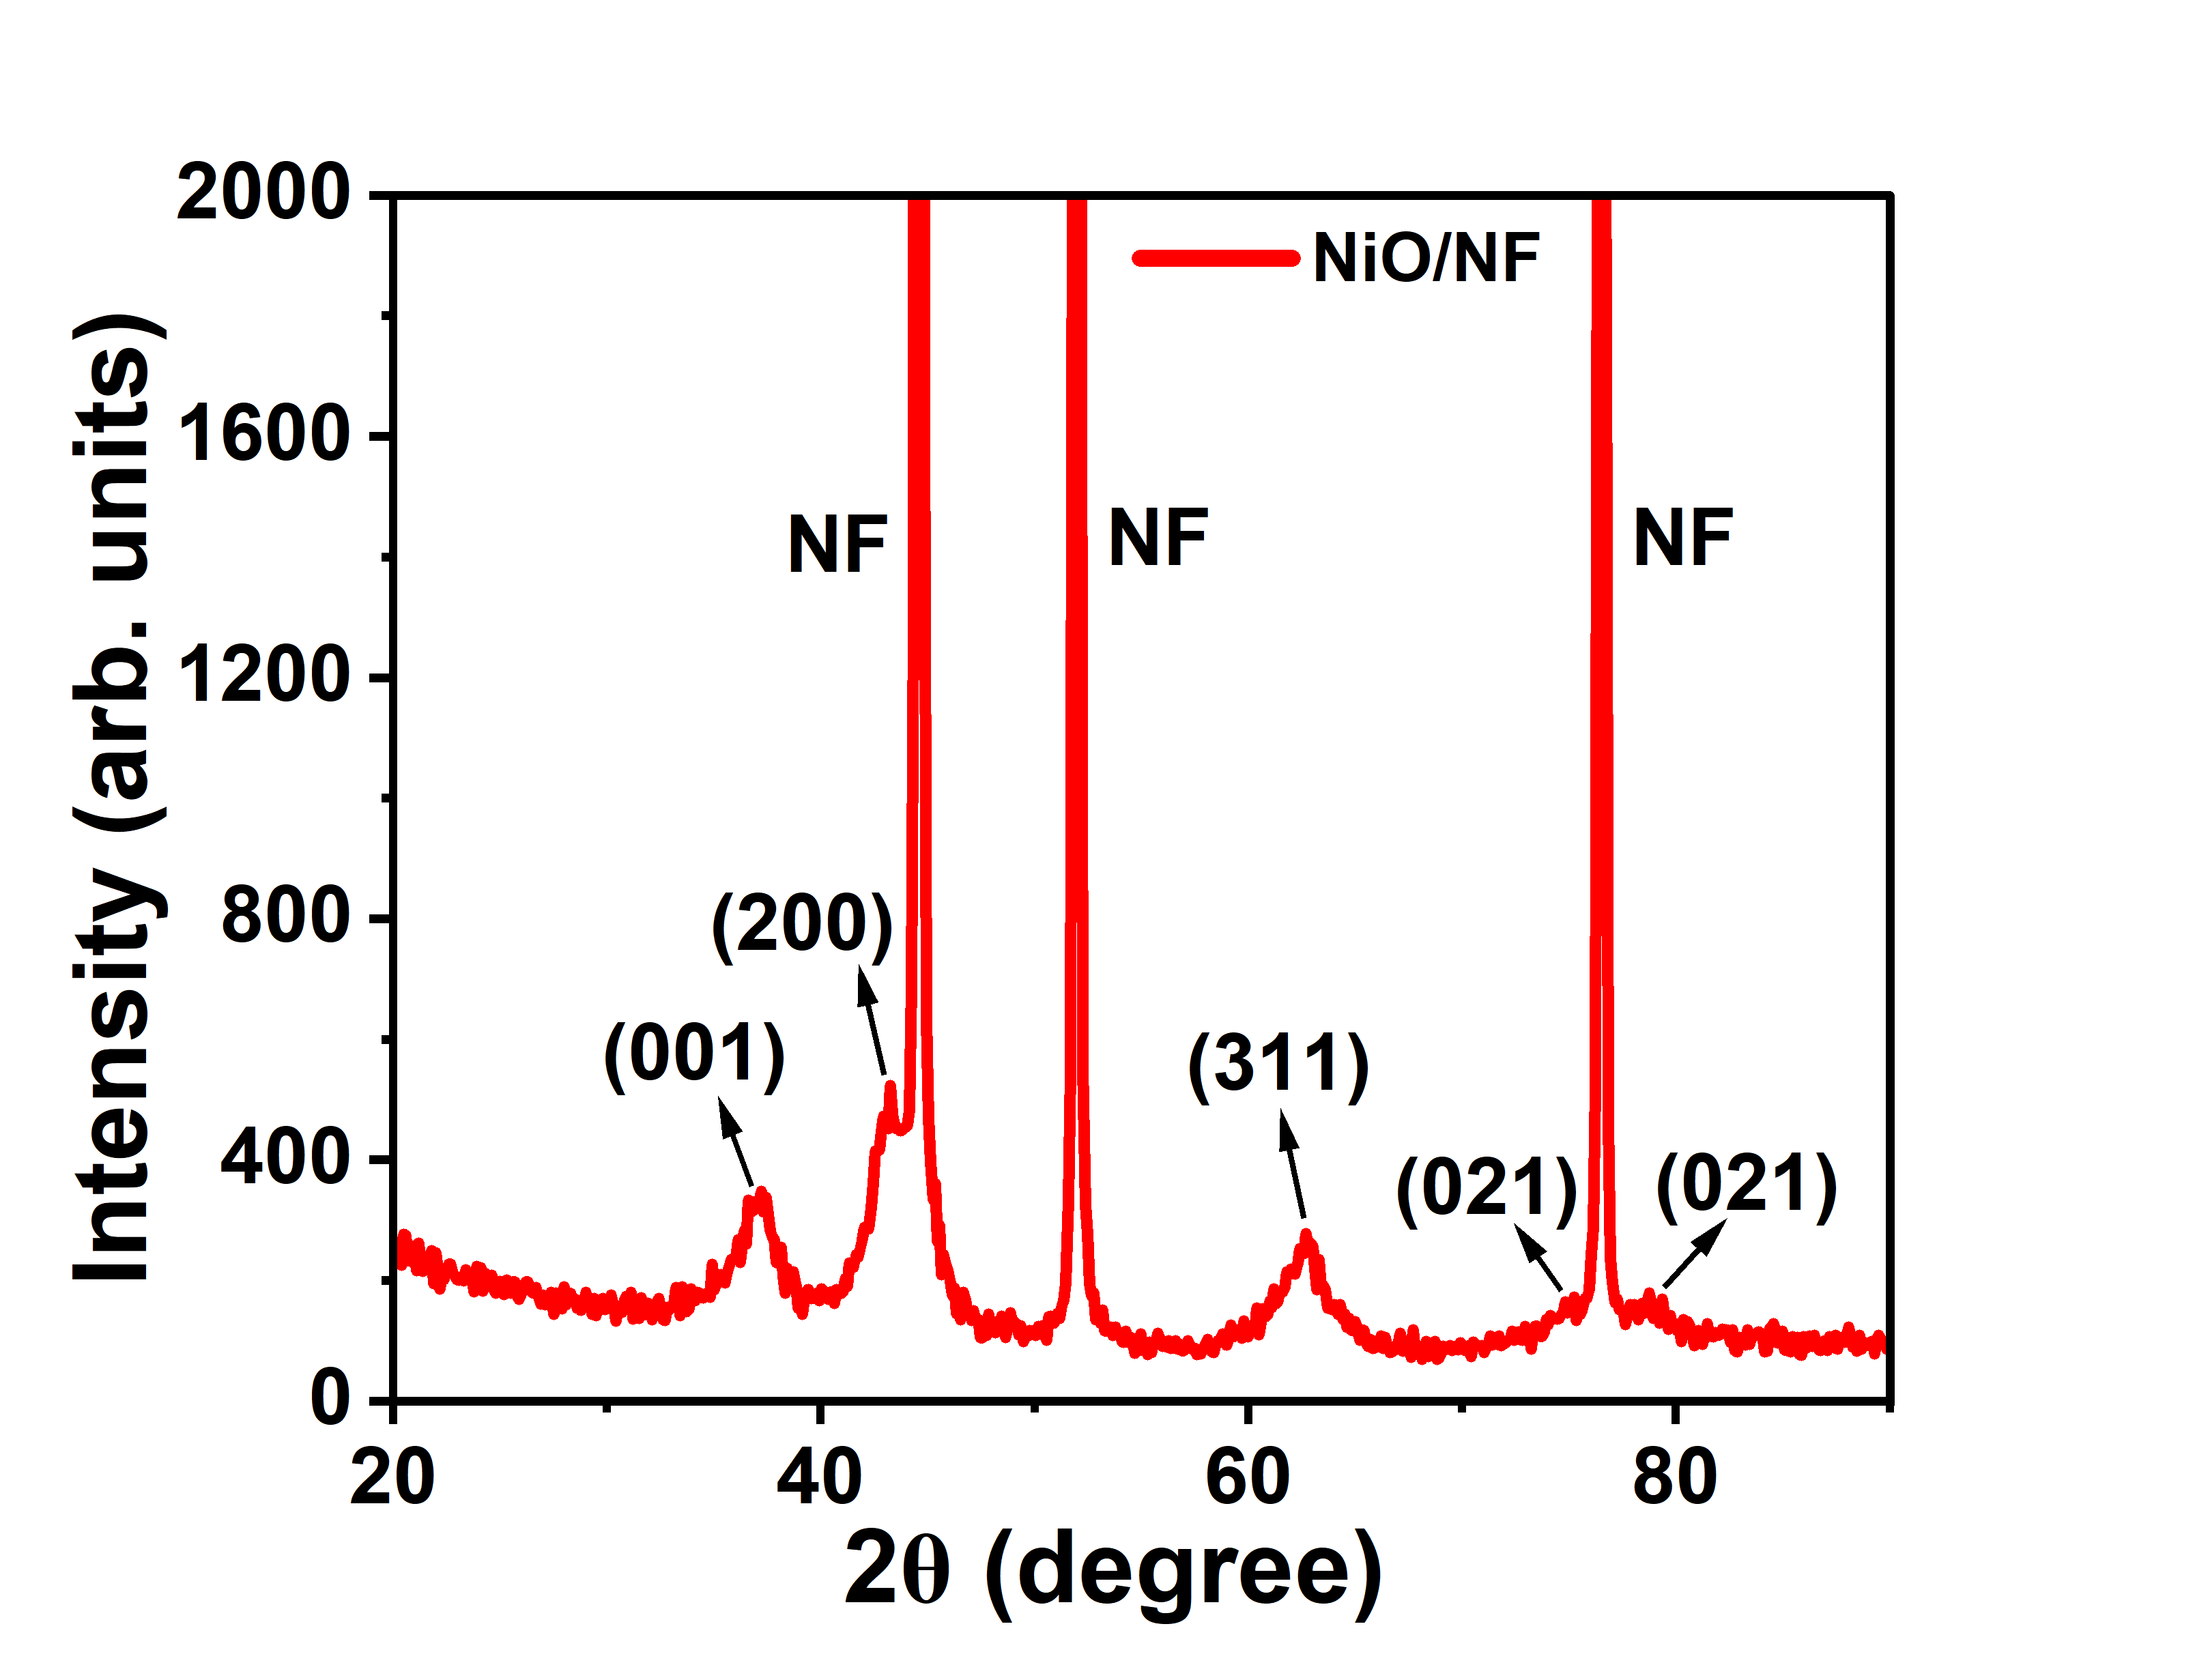 2000
1600
1200
800
400
0
Intensity (arb. units)
NiO/NF
NF
NF
NF
(200)
(001)
(311)
(021)
(021)
20
40
60
80
2θ (degree)